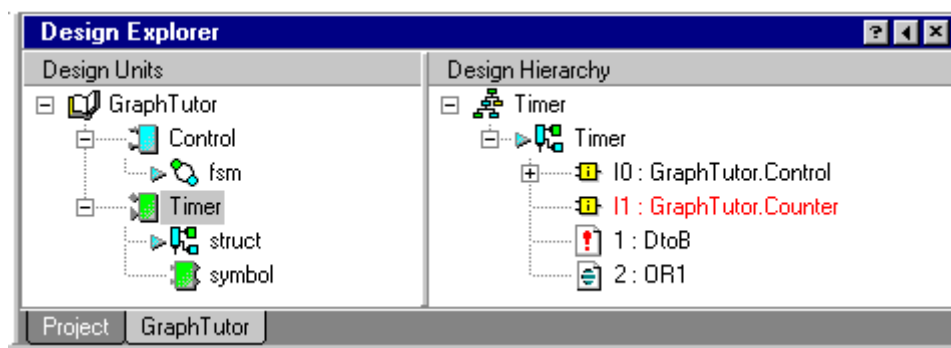 Design Explorer
Design Units
GraphTutor
Control
fsm
Timer
struct
symbol
Design Hierarchy
Timer
Timer
I0 : GraphTutor.Control
I1 : GraphTutor.Counter
1 : DtoB
2 : OR1
Project
GraphTutor